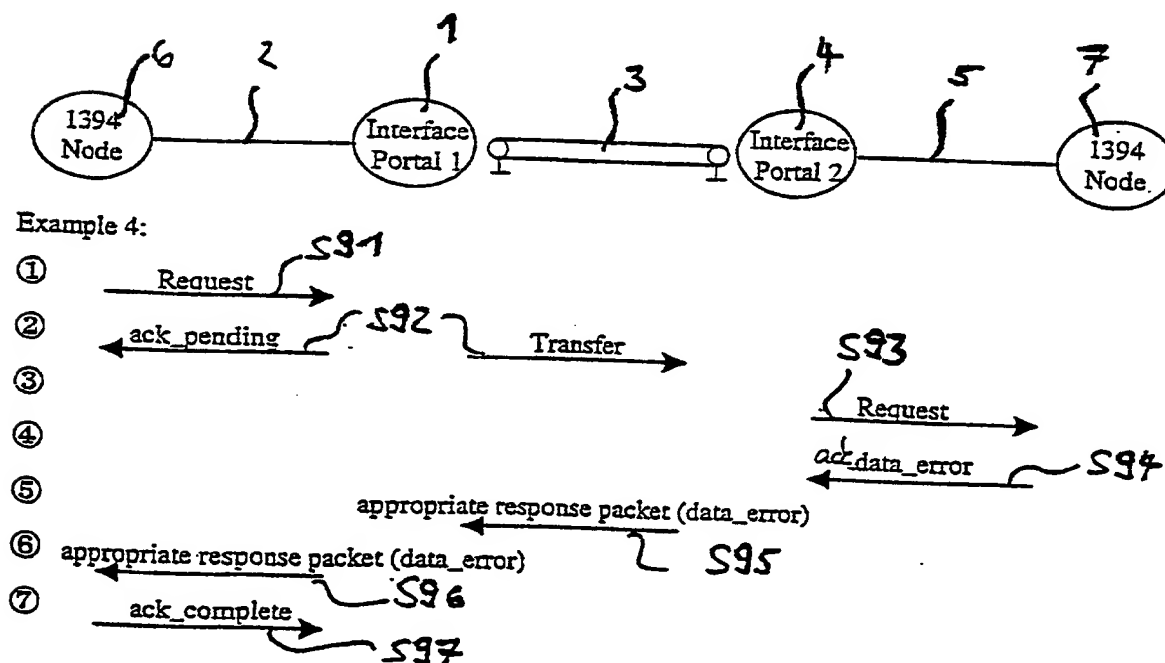 6 2 1 3 4 5 7
1394 Node
Interface Portal 1
Interface Portal 2
1394 Node
Example 4:
① Request S91
② ack_pending S92 Transfer
③ S93
Request
④ ack_data_error S94
⑤ appropriate response packet (data_error)
S95
⑥ appropriate response packet (data_error)
S96
⑦ ack_complete
S97